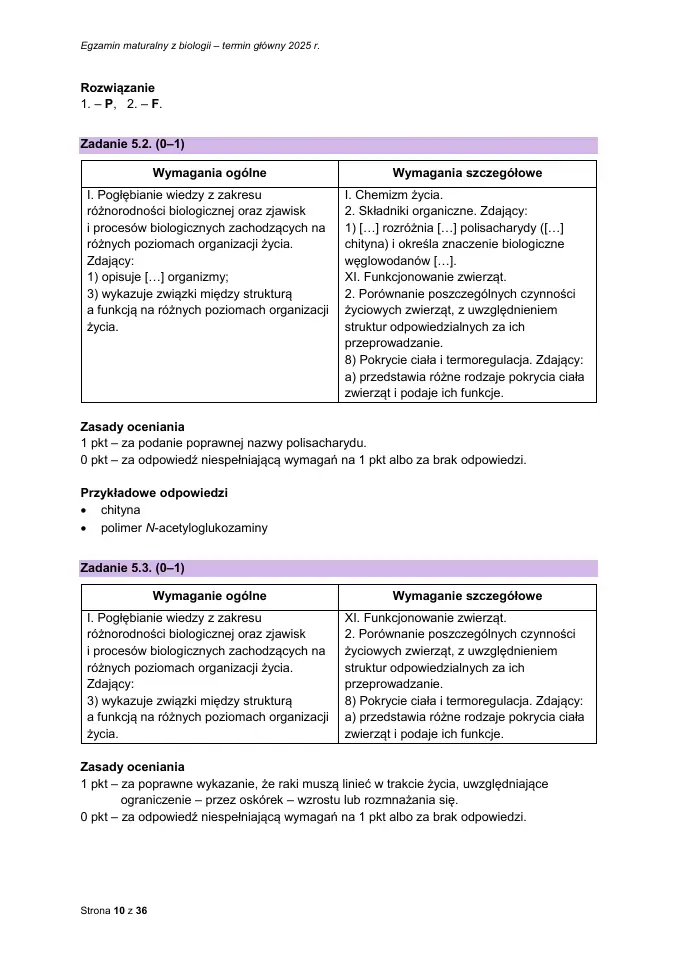 Egzamin maturalny z biologii – termin główny 2025 r.
Rozwiązanie
1. – P, 2. – F.
Zadanie 5.2. (0–1)
Wymagania ogólne
Wymagania szczegółowe
I. Pogłębianie wiedzy z zakresu
różnorodności biologicznej oraz zjawisk
i procesów biologicznych zachodzących na
różnych poziomach organizacji życia.
Zdający:
1) opisuje […] organizmy;
3) wykazuje związki między strukturą
a funkcją na różnych poziomach organizacji
życia.
I. Chemizm życia.
2. Składniki organiczne. Zdający:
1) […] rozróżnia […] polisacharydy ([…]
chityna) i określa znaczenie biologiczne
węglowodanów […].
XI. Funkcjonowanie zwierząt.
2. Porównanie poszczególnych czynności
życiowych zwierząt, z uwzględnieniem
struktur odpowiedzialnych za ich
przeprowadzanie.
8) Pokrycie ciała i termoregulacja. Zdający:
a) przedstawia różne rodzaje pokrycia ciała
zwierząt i podaje ich funkcje.
Zasady oceniania
1 pkt – za podanie poprawnej nazwy polisacharydu.
0 pkt – za odpowiedź niespełniającą wymagań na 1 pkt albo za brak odpowiedzi.
Przykładowe odpowiedzi
• chityna
• polimer N-acetyloglukozaminy
Zadanie 5.3. (0–1)
Wymaganie ogólne
Wymaganie szczegółowe
I. Pogłębianie wiedzy z zakresu
różnorodności biologicznej oraz zjawisk
i procesów biologicznych zachodzących na
różnych poziomach organizacji życia.
Zdający:
3) wykazuje związki między strukturą
a funkcją na różnych poziomach organizacji
życia.
XI. Funkcjonowanie zwierząt.
2. Porównanie poszczególnych czynności
życiowych zwierząt, z uwzględnieniem
struktur odpowiedzialnych za ich
przeprowadzanie.
8) Pokrycie ciała i termoregulacja. Zdający:
a) przedstawia różne rodzaje pokrycia ciała
zwierząt i podaje ich funkcje.
Zasady oceniania
1 pkt – za poprawne wykazanie, że raki muszą linieć w trakcie życia, uwzględniające
ograniczenie – przez oskórek – wzrostu lub rozmnażania się.
0 pkt – za odpowiedź niespełniającą wymagań na 1 pkt albo za brak odpowiedzi.
Strona 10 z 36